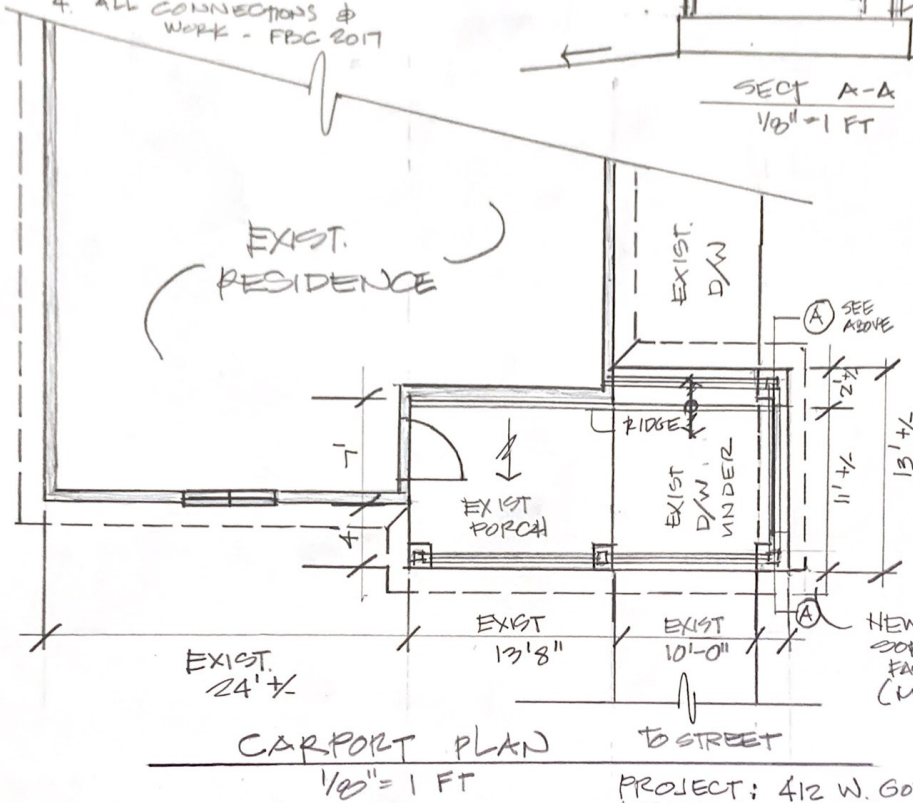 4. ALL CONNECTIONS &
WORK - FBC 2017
SECT A-A
1/8" = 1 FT
EXIST.
RESIDENCE
EXIST.
D/W
A SEE
ABOVE
2' +/-
RIDGE
7'
EXIST
PORCH
EXIST
D/W.
UNDER
11' +/-
13' +/-
4'
A
NEW
EXIST.
24' +/-
EXIST
13'8"
EXIST
10'-0"
CARPORT PLAN
1/8" = 1 FT
TO STREET
PROJECT: 412 W. GO